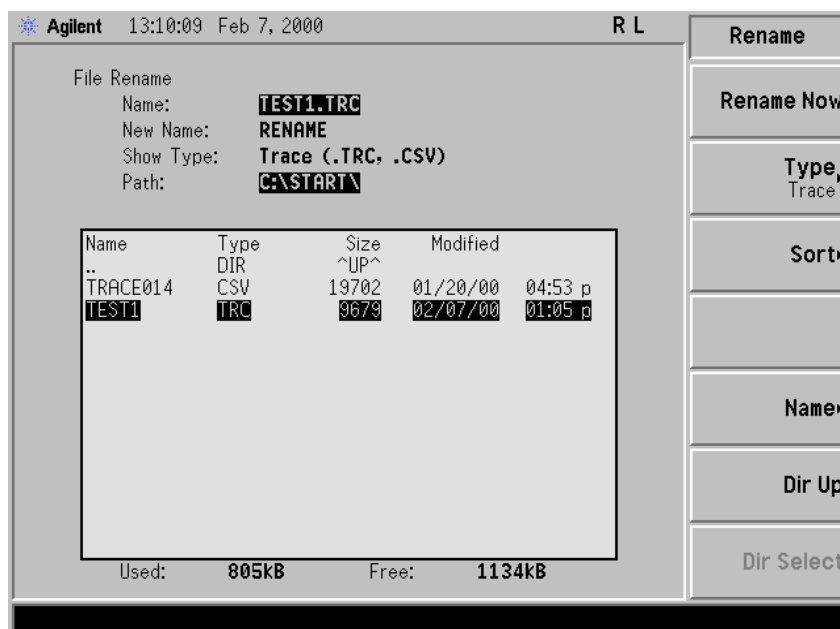 Agilent 13:10:09 Feb 7, 2000 R L
Rename
File Rename
Name: TEST1.TRC
New Name: RENAME
Show Type: Trace (.TRC, .CSV)
Path: C:\START\
Name Type Size Modified
.. DIR ^UP^
TRACE014 CSV 19702 01/20/00 04:53 p
TEST1 TRC 9679 02/07/00 01:05 p
Used: 805kB Free: 1134kB
Rename Now
Type
Trace
Sort
Name
Dir Up
Dir Select